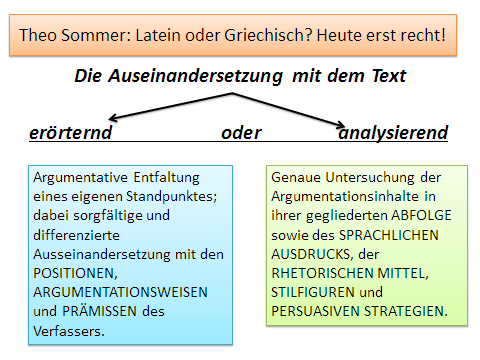 Theo Sommer: Latein oder Griechisch? Heute erst recht!
Die Auseinandersetzung mit dem Text
erörternd oder analysierend
Argumentative Entfaltung
eines eigenen Standpunktes;
dabei sorgfältige und
differenzierte
Ausseinandersetzung mit den
POSITIONEN,
ARGUMENTATIONSWEISEN
und PRÄMISSEN des
Verfassers.
Genaue Untersuchung der
Argumentationsinhalte in
ihrer gegliederten ABFOLGE
sowie des SPRACHLICHEN
AUSDRUCKS, der
RHETORISCHEN MITTEL,
STILFIGUREN und
PERSUASIVEN STRATEGIEN.